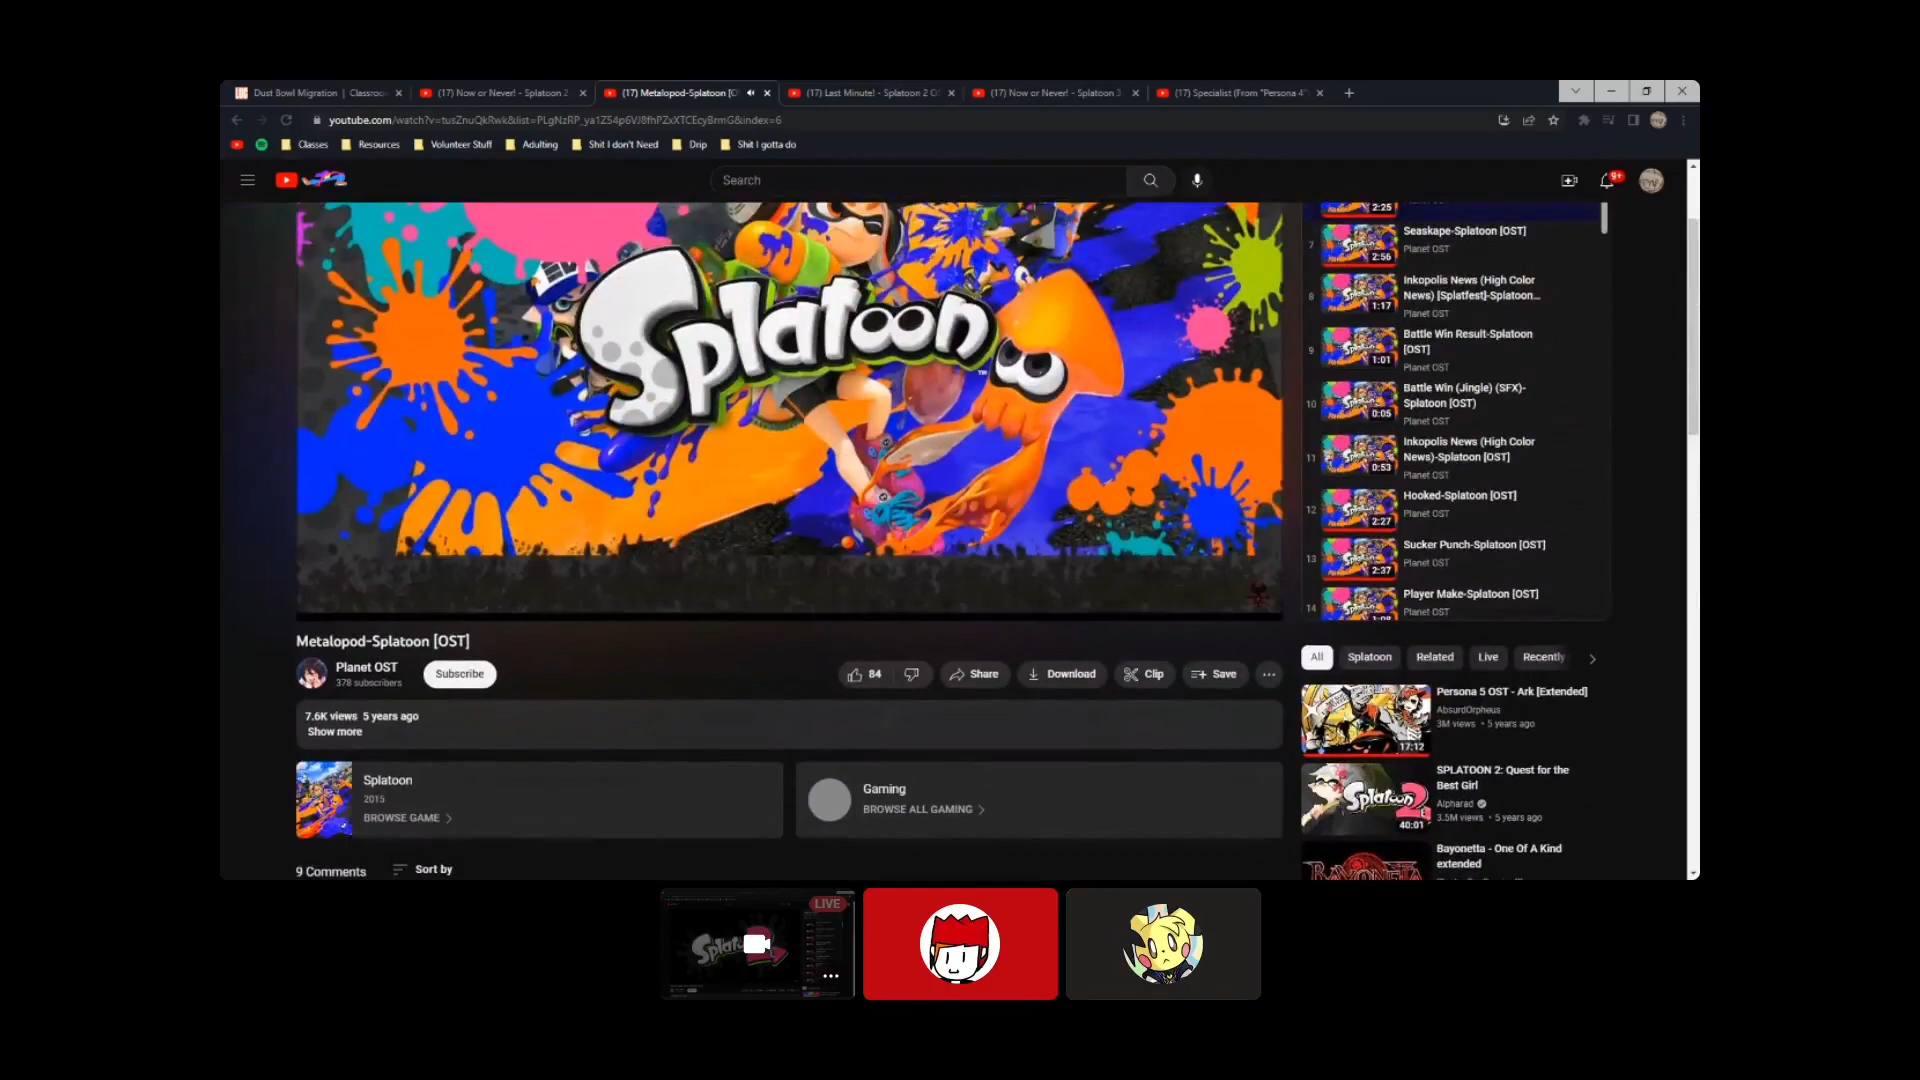 Dust Bowl Migration | Classroo
(17) Now or Never! - Splatoon 2
(17) Metalopod-Splatoon [O
(17) Last Minute! - Splatoon 2 O
(17) Now or Never! - Splatoon 3
(17) Specialist (From "Persona 4"
youtube.com/watch?v=tusZnuQkRwk&list=PLgNzRP_ya1Z54p6VJ8fhPZxXTCEcyBrmG&index=6
Classes
Resources
Volunteer Stuff
Adulting
Shit I don't Need
Drip
Shit I gotta do
Search
9+
Splatoon
TM
2:25
7
Seaskape-Splatoon [OST]
Planet OST
2:56
8
Inkopolis News (High Color
News) [Splatfest]-Splatoon...
Planet OST
1:17
9
Battle Win Result-Splatoon
[OST]
Planet OST
1:01
10
Battle Win (Jingle) (SFX)-
Splatoon [OST)
Planet OST
0:05
11
Inkopolis News (High Color
News)-Splatoon [OST]
Planet OST
0:53
12
Hooked-Splatoon [OST]
Planet OST
2:27
13
Sucker Punch-Splatoon [OST]
Planet OST
2:37
14
Player Make-Splatoon [OST]
Planet OST
Metalopod-Splatoon [OST]
Planet OST
378 subscribers
Subscribe
84
Share
Download
Clip
Save
7.6K views 5 years ago
Show more
Splatoon
2015
BROWSE GAME
Gaming
BROWSE ALL GAMING
9 Comments
Sort by
All
Splatoon
Related
Live
Recently
Persona 5 OST - Ark [Extended]
AbsurdOrpheus
3M views • 5 years ago
17:12
SPLATOON 2: Quest for the
Best Girl
Alpharad
3.5M views • 5 years ago
Splatoon 2
40:01
Bayonetta - One Of A Kind
extended
BAYONETTA
LIVE
Splatoon 2